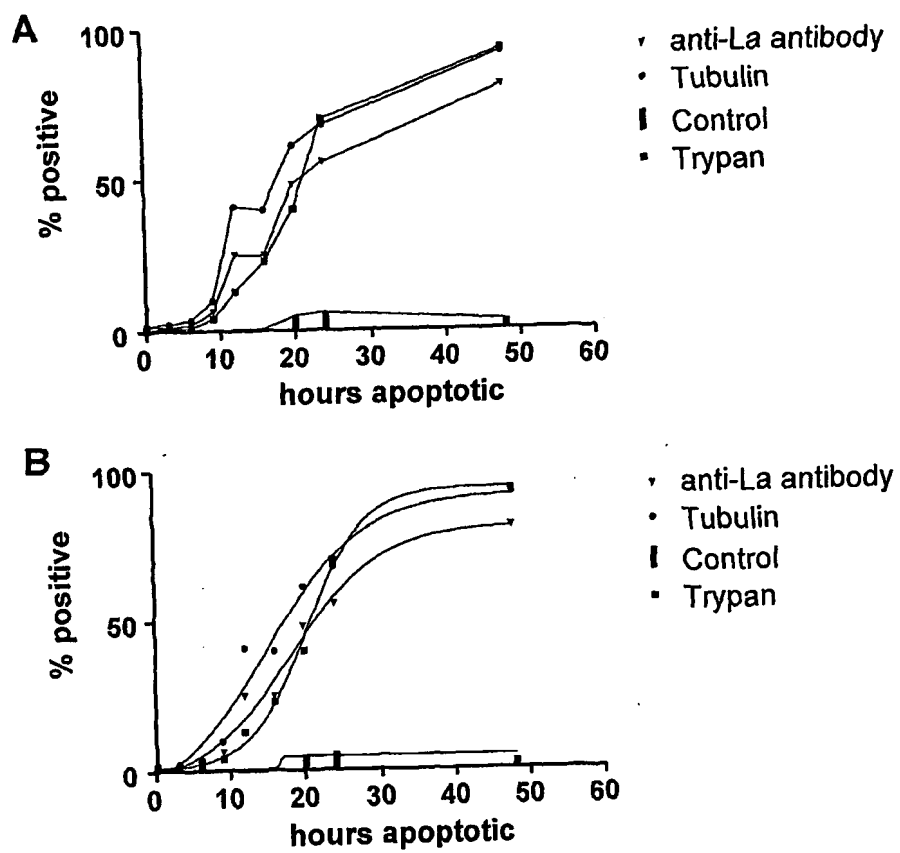 A
100
50
0
% positive
0 10 20 30 40 50 60
hours apoptotic
anti-La antibody
Tubulin
Control
Trypan
B
100
50
0
% positive
0 10 20 30 40 50 60
hours apoptotic
anti-La antibody
Tubulin
Control
Trypan